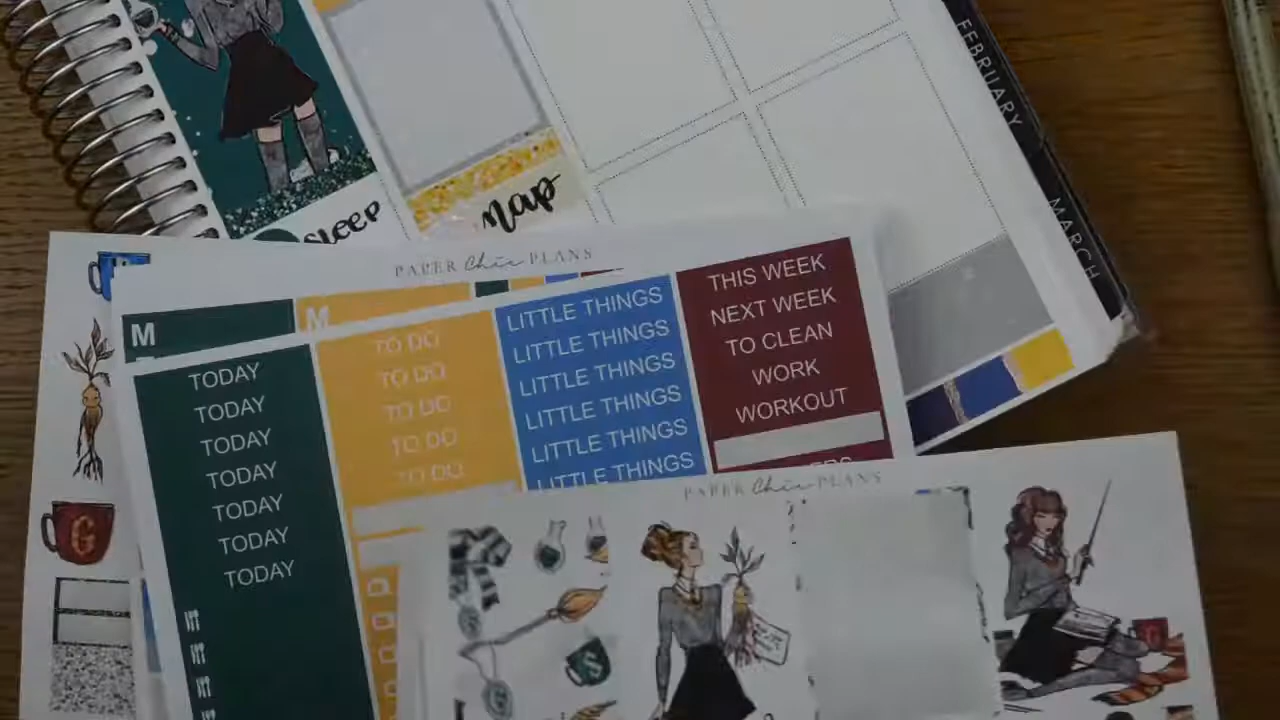 FEBRUARY
MARCH
sleep
nap
PAPER Chic PLANS
M
M
TODAY
TODAY
TODAY
TODAY
TODAY
TODAY
TODAY
TO DO
TO DO
TO DO
TO DO
TO DO
LITTLE THINGS
LITTLE THINGS
LITTLE THINGS
LITTLE THINGS
LITTLE THINGS
LITTLE THINGS
THIS WEEK
NEXT WEEK
TO CLEAN
WORK
WORKOUT
G
PAPER Chic PLANS
S